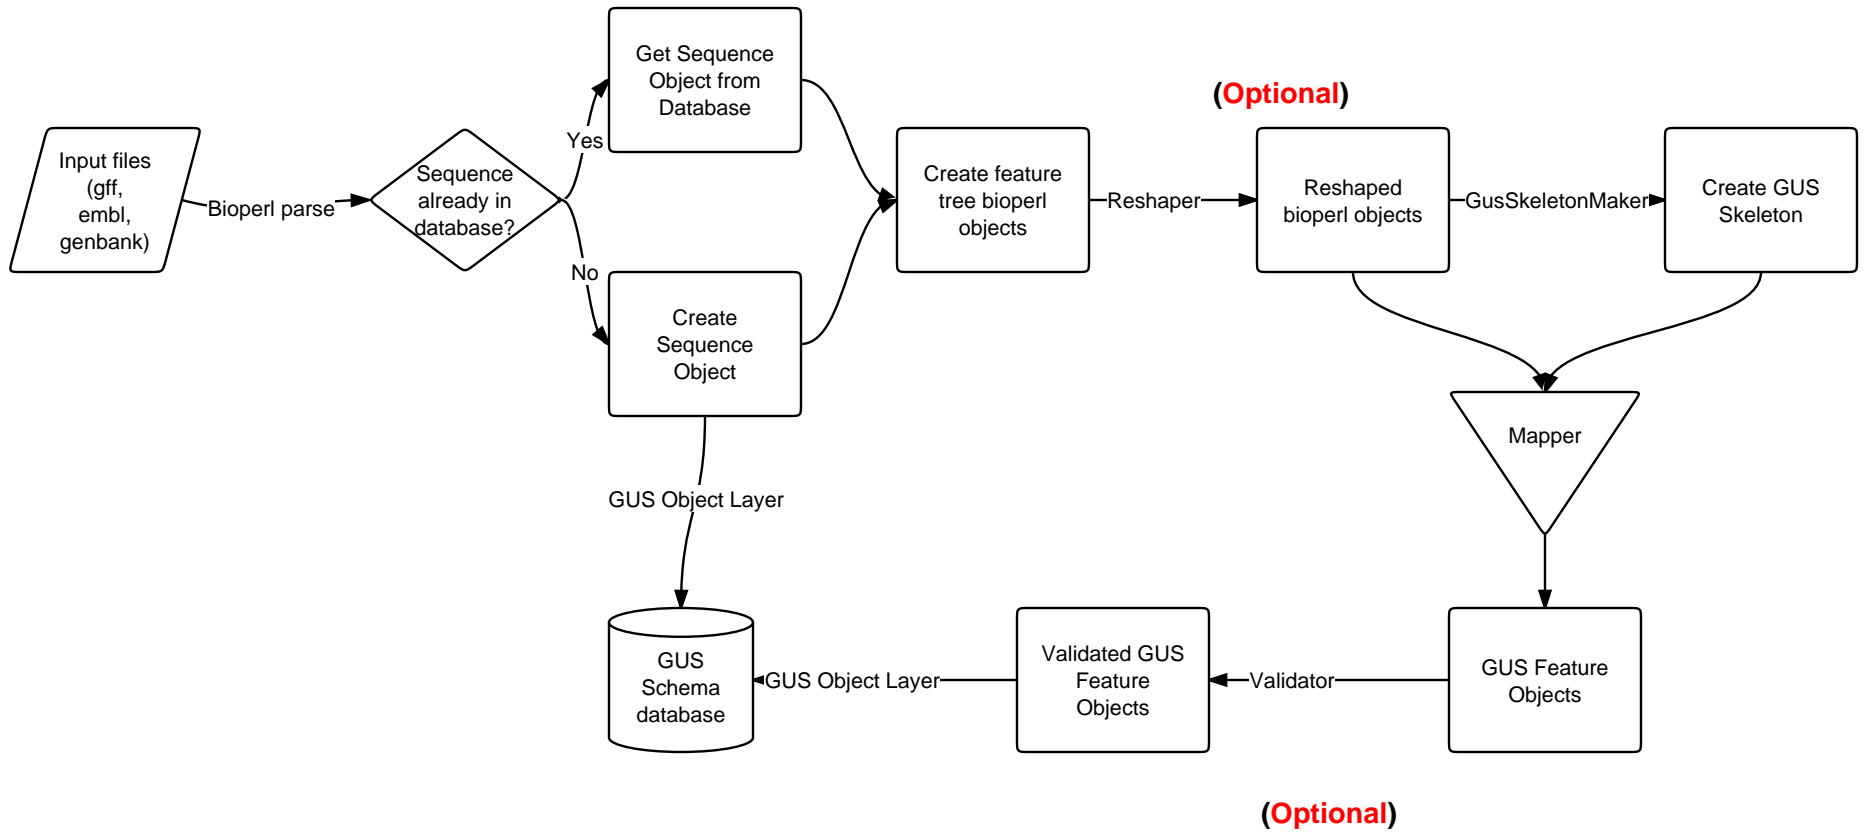 Get Sequence
Object from
Database
(Optional)
Input files
(gff,
embl,
genbank)
Bioperl parse
Sequence
already in
database?
Yes
No
Create
Sequence
Object
Create feature
tree bioperl
objects
Reshaper
Reshaped
bioperl objects
GusSkeletonMaker
Create GUS
Skeleton
Mapper
GUS Object Layer
GUS
Schema
database
GUS Object Layer
Validated GUS
Feature
Objects
Validator
GUS Feature
Objects
(Optional)